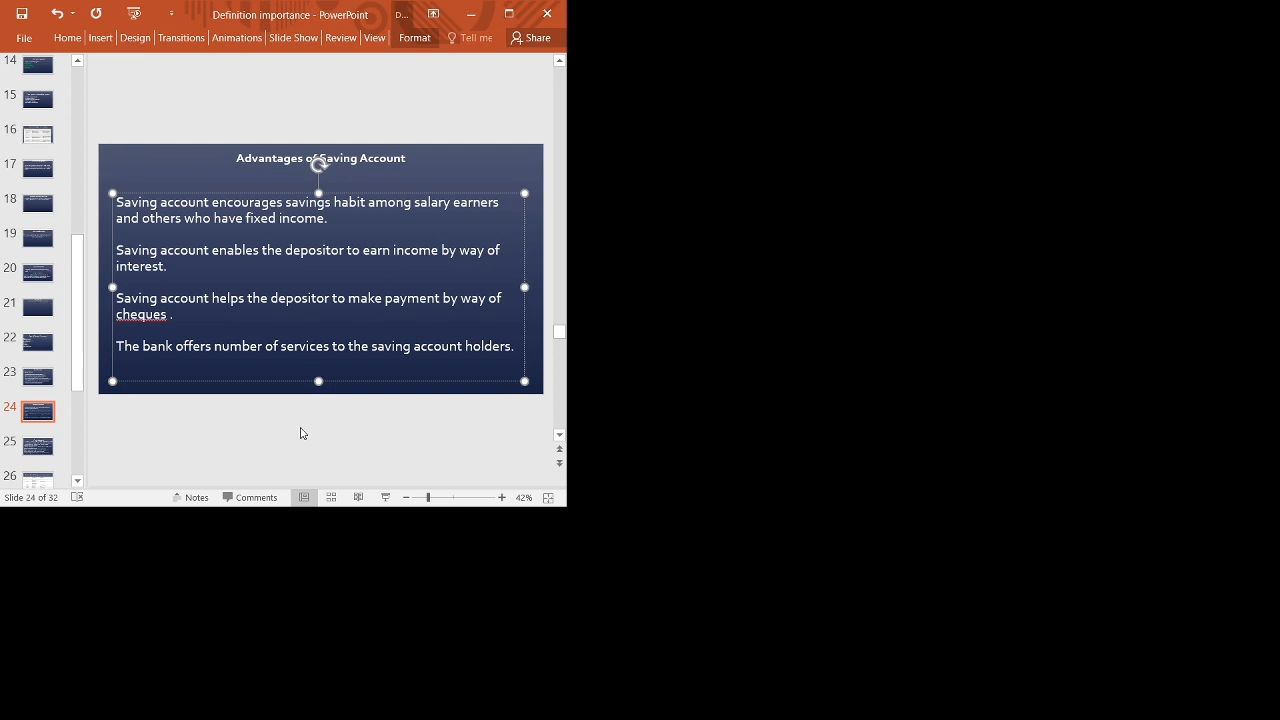 Definition importance - PowerPoint
D...
File
Home
Insert
Design
Transitions
Animations
Slide Show
Review
View
Format
Tell me
Share
14
15
16
17
18
19
20
21
22
23
24
25
26
Advantages of Saving Account
Saving account encourages savings habit among salary earners
and others who have fixed income.
Saving account enables the depositor to earn income by way of
interest.
Saving account helps the depositor to make payment by way of
cheques .
The bank offers number of services to the saving account holders.
Slide 24 of 32
Notes
Comments
42%